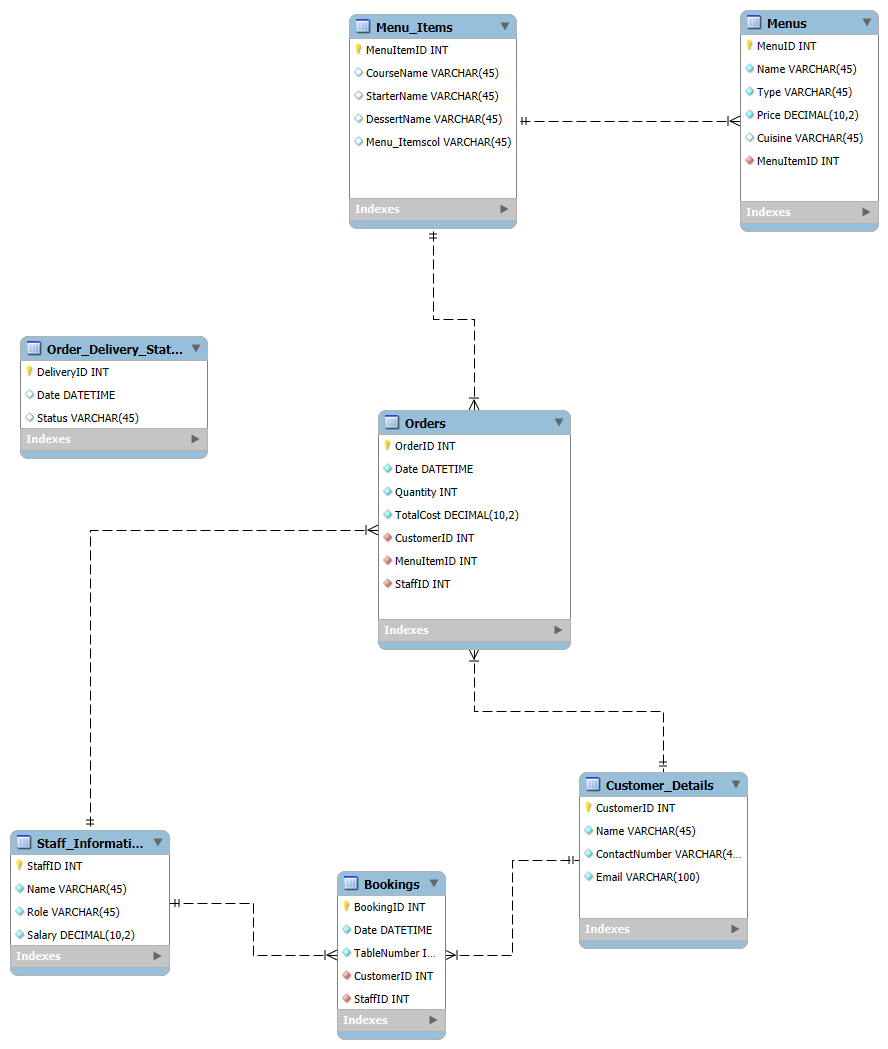 Menu_Items
MenuItemID INT
CourseName VARCHAR(45)
StarterName VARCHAR(45)
DessertName VARCHAR(45)
Menu_Itemscol VARCHAR(45)
Indexes
Menus
MenuID INT
Name VARCHAR(45)
Type VARCHAR(45)
Price DECIMAL(10,2)
Cuisine VARCHAR(45)
MenuItemID INT
Indexes
Order_Delivery_Stat...
DeliveryID INT
Date DATETIME
Status VARCHAR(45)
Indexes
Orders
OrderID INT
Date DATETIME
Quantity INT
TotalCost DECIMAL(10,2)
CustomerID INT
MenuItemID INT
StaffID INT
Indexes
Customer_Details
CustomerID INT
Name VARCHAR(45)
ContactNumber VARCHAR(4...
Email VARCHAR(100)
Indexes
Staff_Informati...
StaffID INT
Name VARCHAR(45)
Role VARCHAR(45)
Salary DECIMAL(10,2)
Indexes
Bookings
BookingID INT
Date DATETIME
TableNumber I...
CustomerID INT
StaffID INT
Indexes